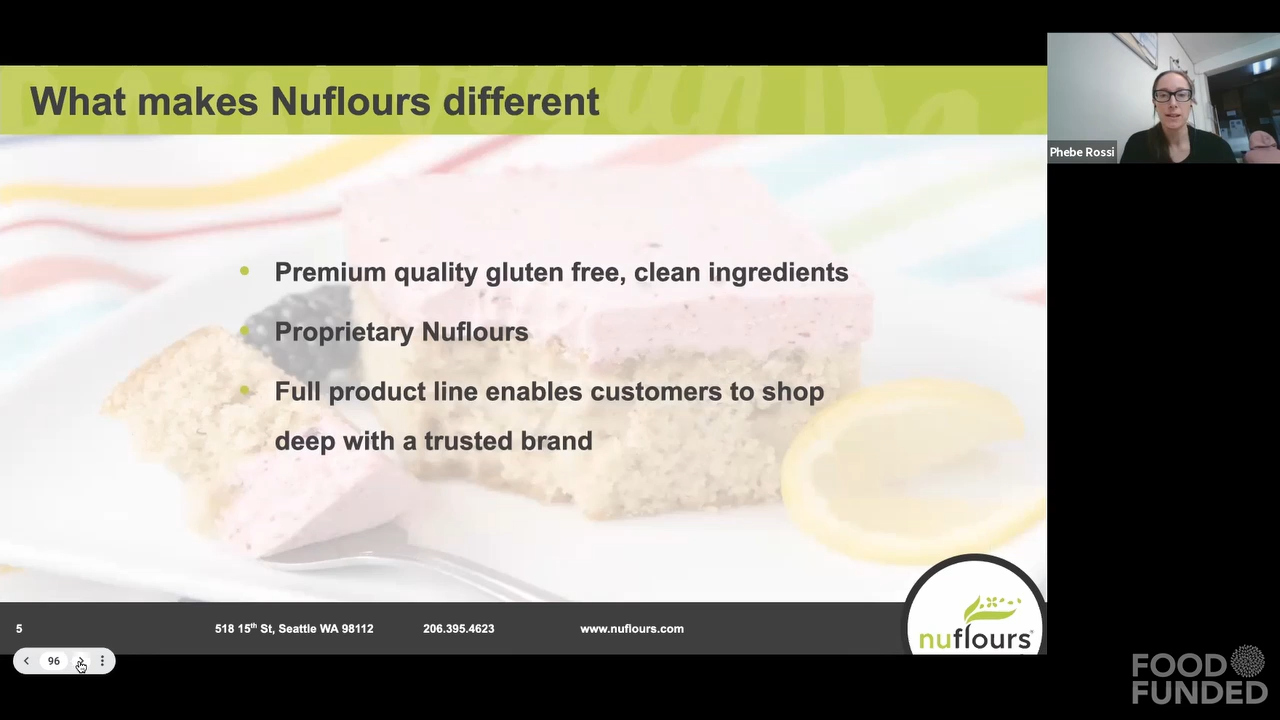 What makes Nuflours different
Phebe Rossi
Premium quality gluten free, clean ingredients
Proprietary Nuflours
Full product line enables customers to shop
deep with a trusted brand
5
518 15th St, Seattle WA 98112
206.395.4623
www.nuflours.com
nuflours
96
FOOD
FUNDED